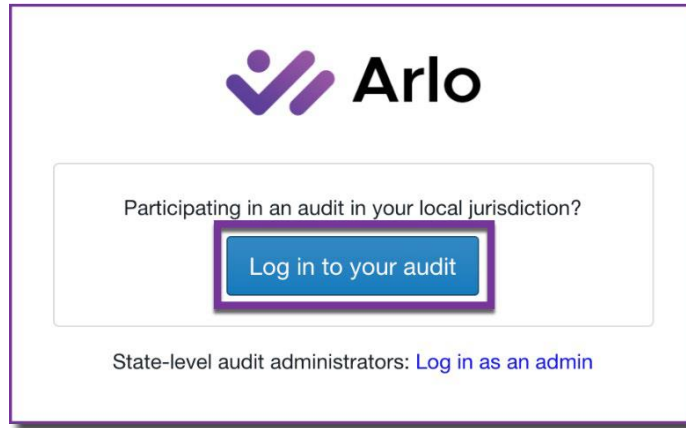 Arlo
Participating in an audit in your local jurisdiction?
Log in to your audit
State-level audit administrators: Log in as an admin